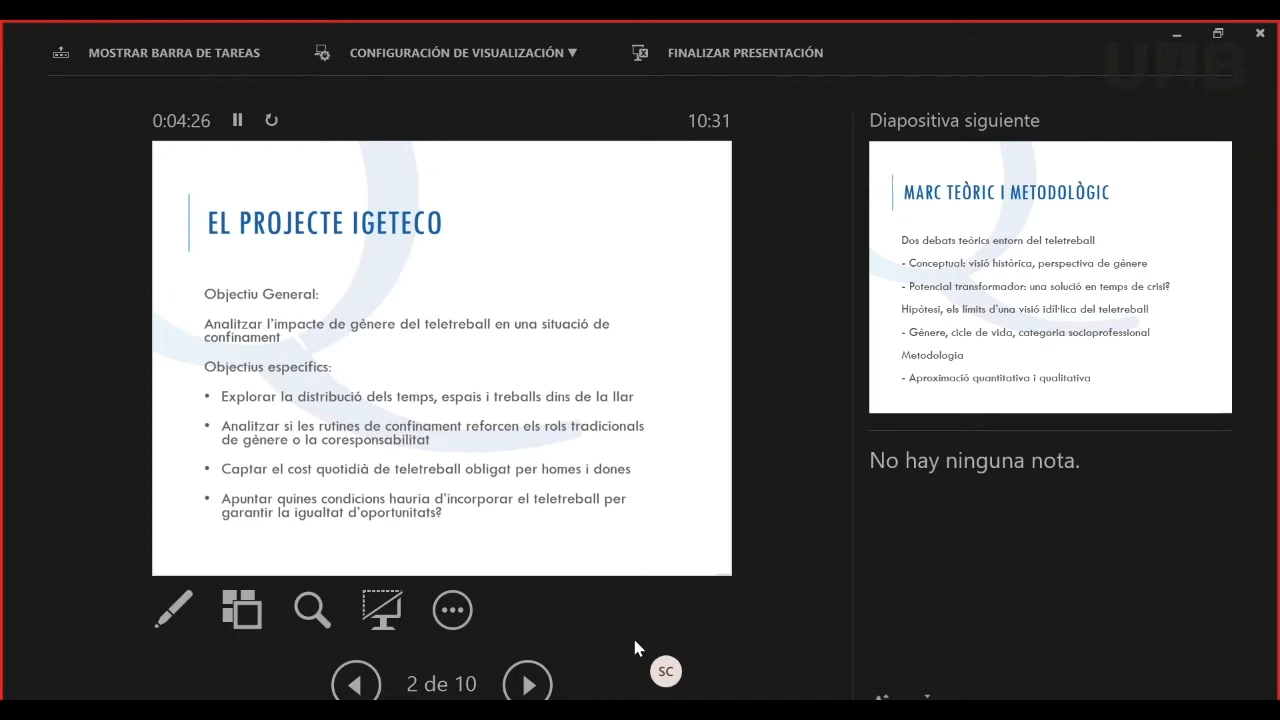 MOSTRAR BARRA DE TAREAS
CONFIGURACIÓN DE VISUALIZACIÓN ▼
FINALIZAR PRESENTACIÓN
UAB
0:04:26
10:31
EL PROJECTE IGETECO
Objectiu General:
Analitzar l'impacte de gènere del teletreball en una situació de
confinament
Objectius específics:
• Explorar la distribució dels temps, espais i treballs dins de la llar
• Analitzar si les rutines de confinament reforcen els rols tradicionals
de gènere o la coresponsabilitat
• Captar el cost quotidià de teletreball obligat per homes i dones
• Apuntar quines condicions hauria d'incorporar el teletreball per
garantir la igualtat d'oportunitats?
2 de 10
SC
Diapositiva siguiente
MARC TEÒRIC I METODOLÒGIC
Dos debats teòrics entorn del teletreball
- Conceptual: visió històrica, perspectiva de gènere
- Potencial transformador: una solució en temps de crisi?
Hipòtesi, els límits d'una visió idíl·lica del teletreball
- Gènere, cicle de vida, categoria socioprofessional
Metodologia
- Aproximació quantitativa i qualitativa
No hay ninguna nota.